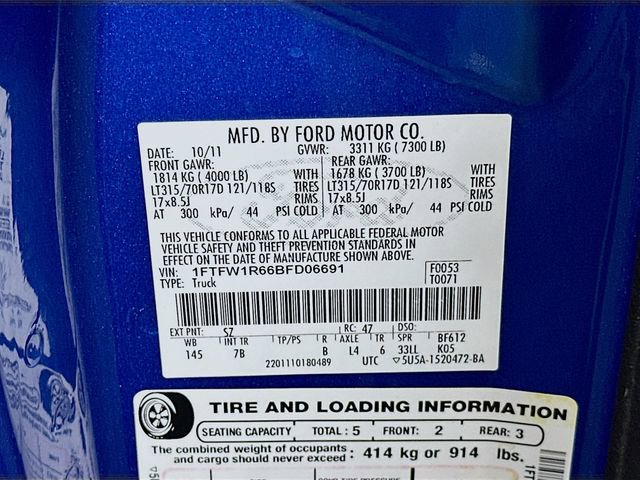 MFD. BY FORD MOTOR CO.
DATE: 10/11 GVWR: 3311 KG ( 7300 LB)
FRONT GAWR: REAR GAWR:
1814 KG ( 4000 LB) WITH 1678 KG ( 3700 LB) WITH
LT315/70R17D 121/118S TIRES LT315/70R17D 121/118S TIRES
17x8.5J RIMS 17x8.5J RIMS
AT 300 kPa/ 44 PSI COLD AT 300 kPa/ 44 PSI COLD
THIS VEHICLE CONFORMS TO ALL APPLICABLE FEDERAL MOTOR
VEHICLE SAFETY AND THEFT PREVENTION STANDARDS IN
EFFECT ON THE DATE OF MANUFACTURE SHOWN ABOVE.
VIN: 1FTFW1R66BFD06691 F0053
TYPE: Truck T0071
EXT PNT: SZ RC: 47 DSO:
WB INT TR TP/PS R AXLE TR SPR BF612
145 7B B L4 6 33LL K05
2201110180489 UTC ▽5U5A-1520472-BA
TIRE AND LOADING INFORMATION
SEATING CAPACITY TOTAL : 5 FRONT: 2 REAR: 3
The combined weight of occupants
and cargo should never exceed : 414 kg or 914 lbs.